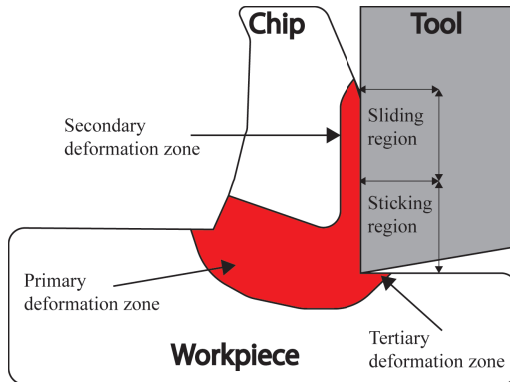 Chip
Tool
Secondary
deformation zone
Sliding
region
Sticking
region
Primary
deformation zone
Tertiary
deformation zone
Workpiece